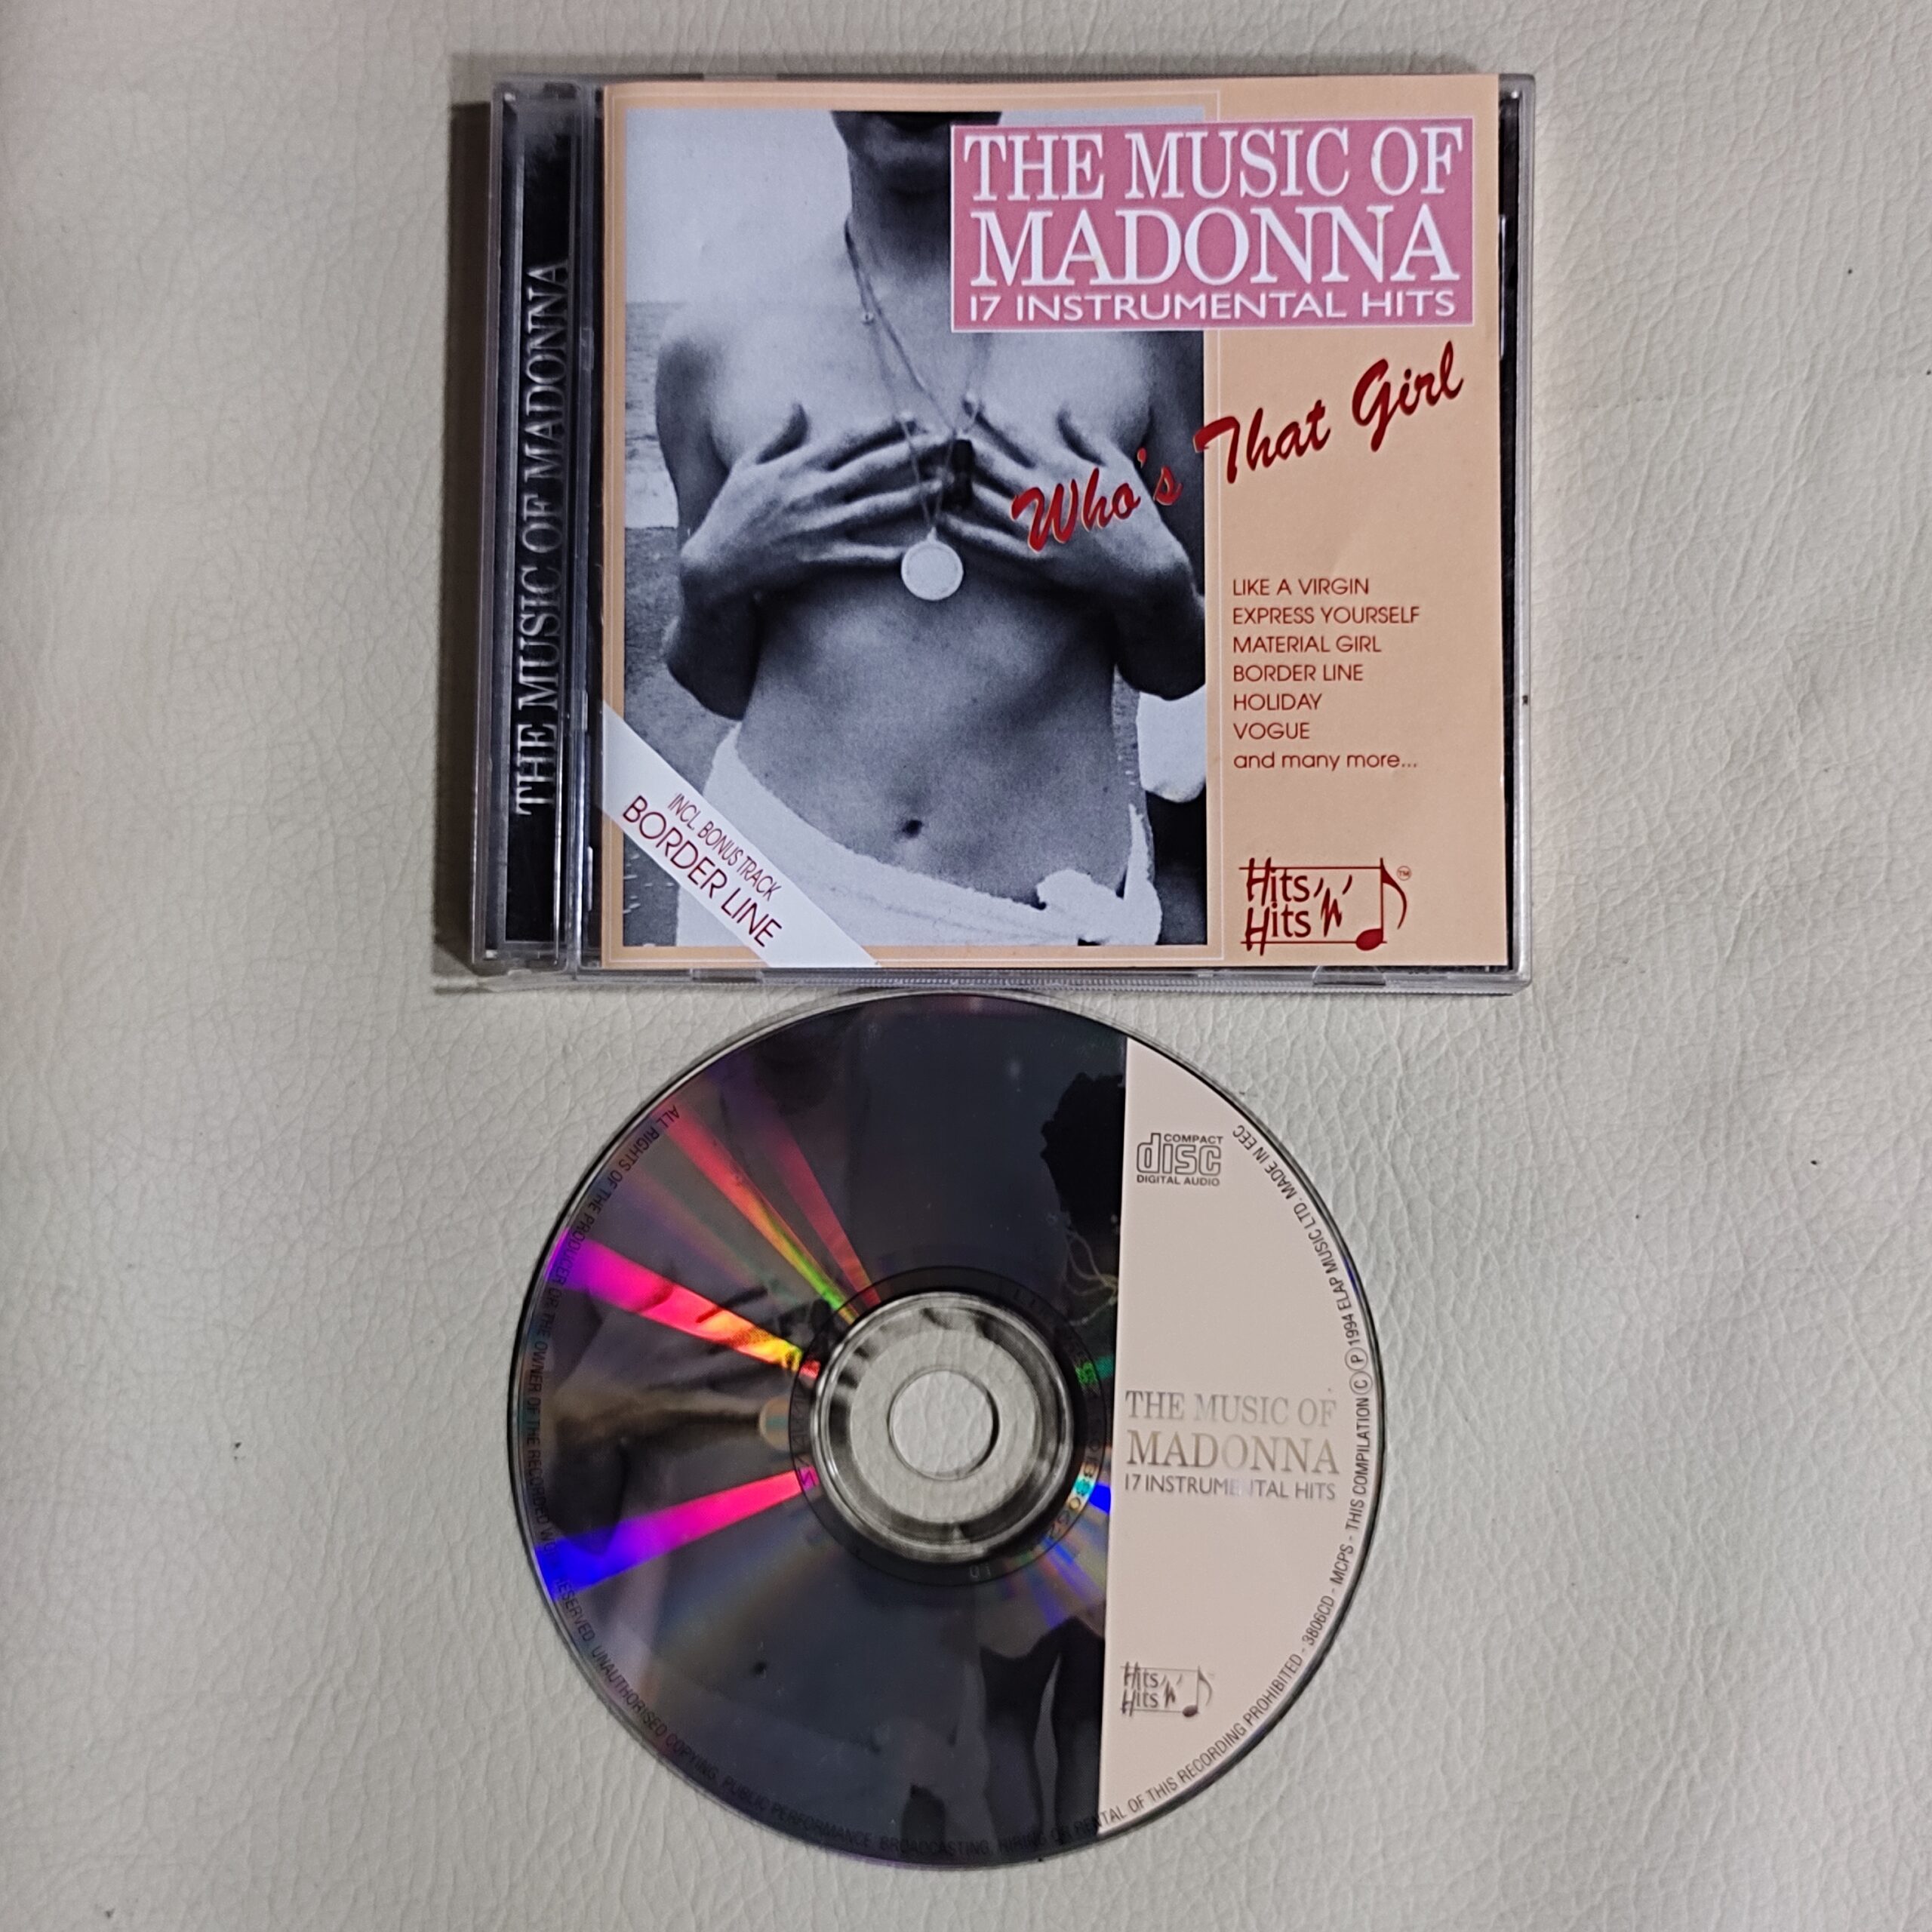 THE MUSIC OF MADONNA
THE MUSIC OF
MADONNA
17 INSTRUMENTAL HITS
Who's That Girl
LIKE A VIRGIN
EXPRESS YOURSELF
MATERIAL GIRL
BORDER LINE
HOLIDAY
VOGUE
and many more...
INCL. BONUS TRACK
BORDER LINE
Hits 'n'
Hits
TM
COMPACT
disc
DIGITAL AUDIO
THE MUSIC OF
MADONNA
17 INSTRUMENTAL HITS
Hits 'n'
Hits
ALL RIGHTS OF THE PRODUCER OR THE OWNER OF THE RECORDED RESERVED. UNAUTHORISED COPYING, PUBLIC PERFORMANCE, BROADCASTING, HIRING OR RENTAL OF THIS RECORDING PROHIBITED - 3806CD - MCPS - THIS COMPILATION © ℗ 1994 ELAP MUSIC LTD. MADE IN EEC